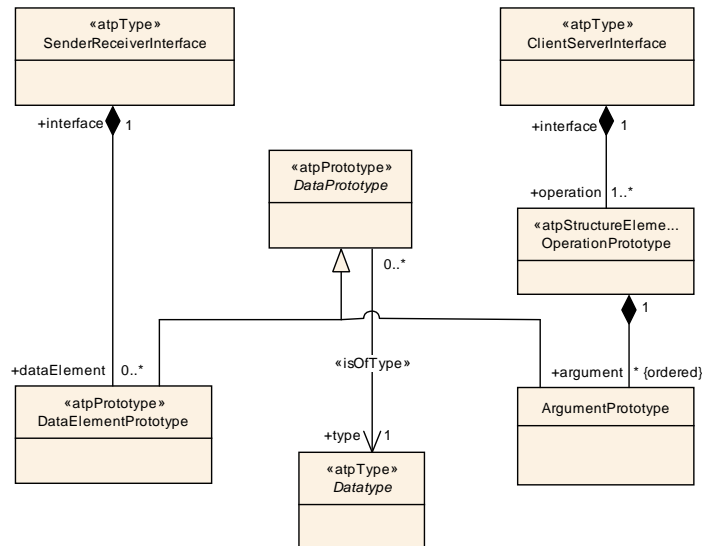 «atpType»
SenderReceiverInterface
«atpType»
ClientServerInterface
+interface 1
+interface 1
«atpPrototype»
DataPrototype
+operation 1..*
«atpStructureEleme...
OperationPrototype
0..*
1
«isOfType»
+dataElement 0..*
+argument * {ordered}
«atpPrototype»
DataElementPrototype
ArgumentPrototype
+type 1
«atpType»
Datatype